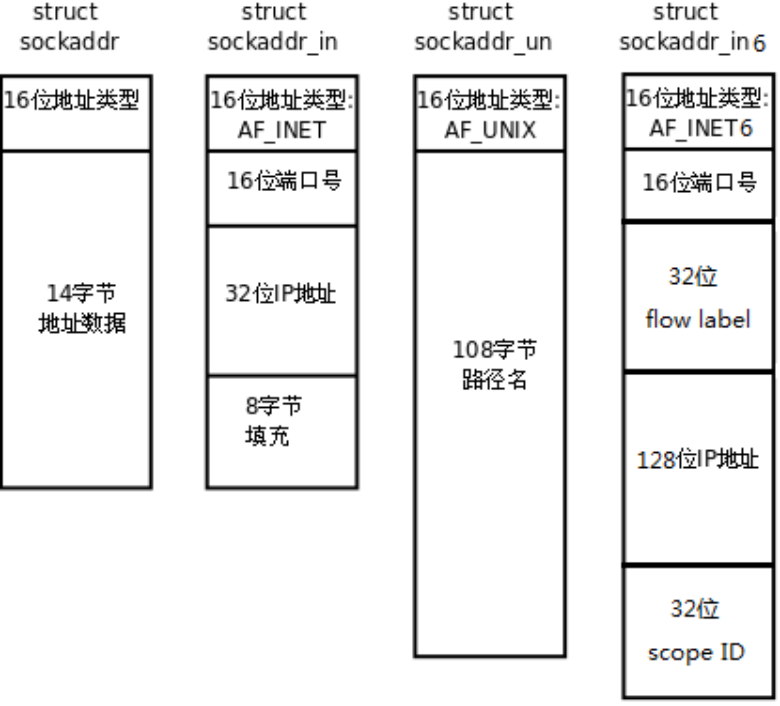 struct
sockaddr
16位地址类型
14字节
地址数据
struct
sockaddr_in
16位地址类型:
AF_INET
16位端口号
32位IP地址
8字节
填充
struct
sockaddr_un
16位地址类型:
AF_UNIX
108字节
路径名
struct
sockaddr_in6
16位地址类型:
AF_INET6
16位端口号
32位
flow label
128位IP地址
32位
scope ID